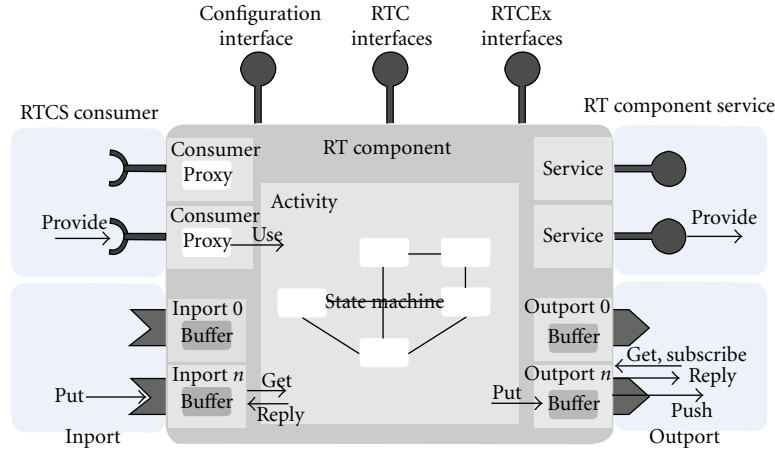 Configuration
interface
RTC
interfaces
RTCEx
interfaces
RTCS consumer
RT component service
Consumer
Proxy
RT component
Service
Consumer
Proxy
Provide
Use
Activity
Service
Provide
State machine
Inport 0
Buffer
Outport 0
Buffer
Inport n
Buffer
Put
Get
Reply
Put
Outport n
Buffer
Get, subscribe
Reply
Push
Inport
Outport